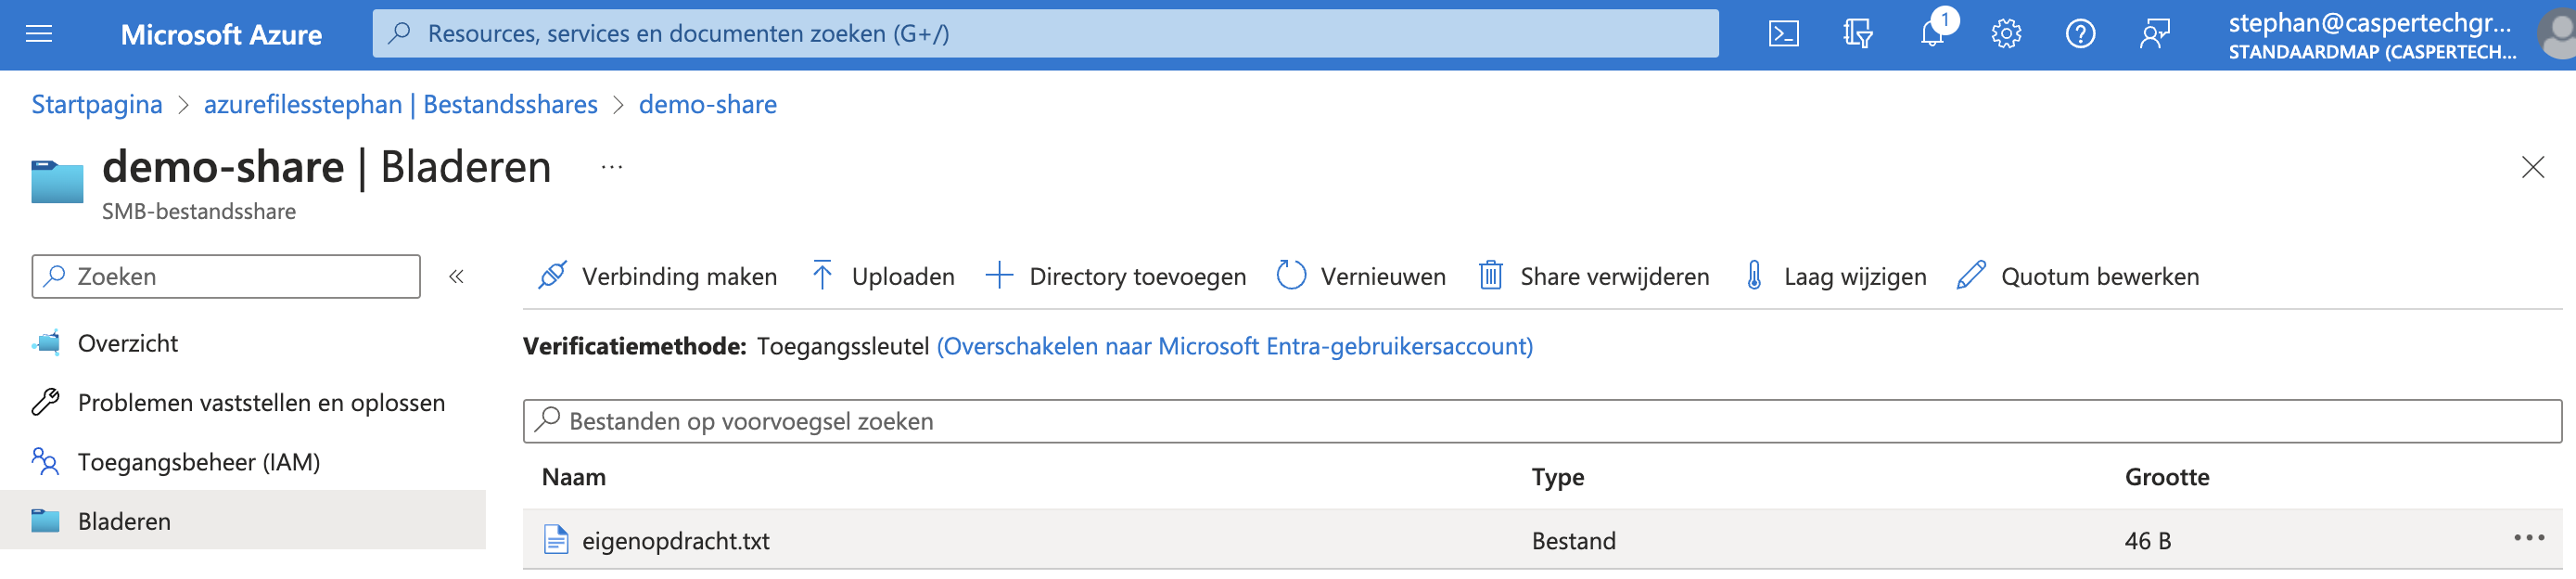 Microsoft Azure
Resources, services en documenten zoeken (G+/)
1
stephan@caspertechgr...
STANDAARDMAP (CASPERTECH...
Startpagina > azurefilesstephan | Bestandsshares > demo-share
demo-share | Bladeren ...
SMB-bestandsshare
Zoeken
Verbinding maken Uploaden Directory toevoegen Vernieuwen Share verwijderen Laag wijzigen Quotum bewerken
Overzicht
Problemen vaststellen en oplossen
Toegangsbeheer (IAM)
Bladeren
Verificatiemethode: Toegangssleutel (Overschakelen naar Microsoft Entra-gebruikersaccount)
Bestanden op voorvoegsel zoeken
Naam Type Grootte
eigenopdracht.txt Bestand 46 B